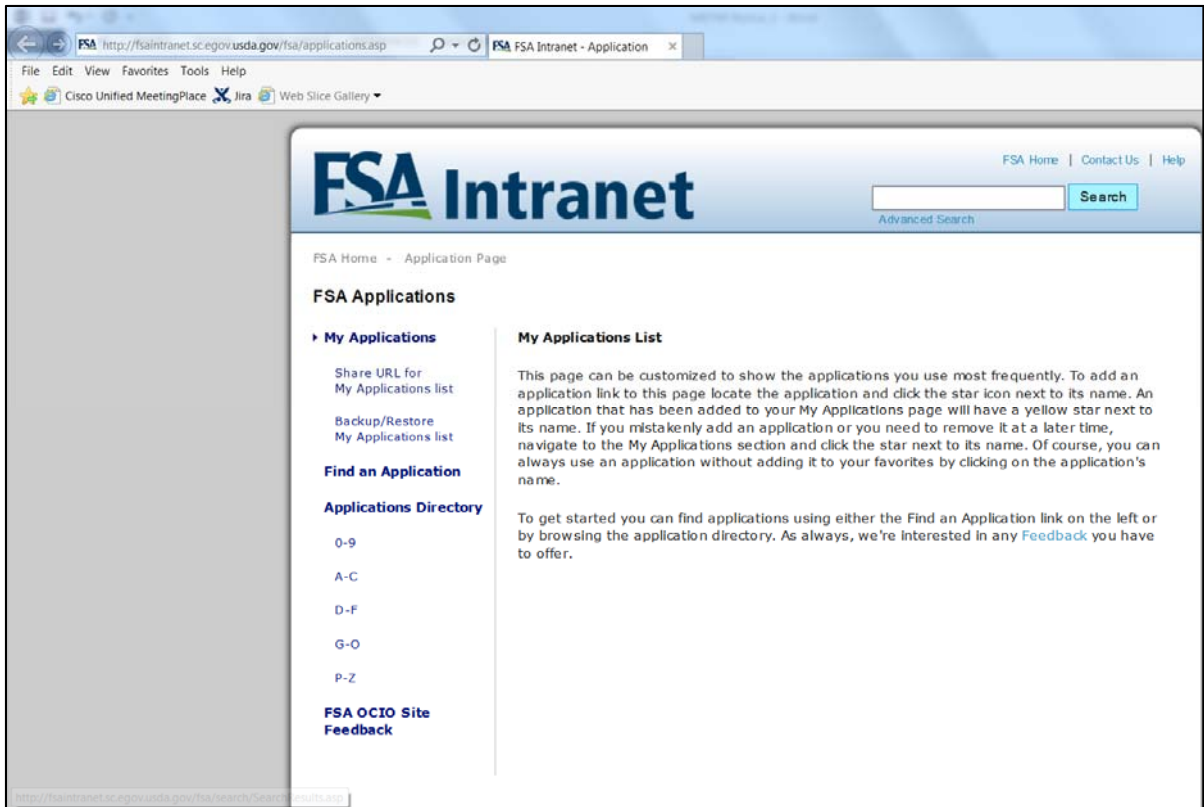 http://fsaintranet.sc.egov.usda.gov/fsa/applications.asp
FSA FSA Intranet - Application
File Edit View Favorites Tools Help
Cisco Unified MeetingPlace Jira Web Slice Gallery
FSA Intranet
FSA Home | Contact Us | Help
Search
Advanced Search
FSA Home - Application Page
FSA Applications
My Applications
Share URL for
My Applications list
Backup/Restore
My Applications list
Find an Application
Applications Directory
0-9
A-C
D-F
G-O
P-Z
FSA OCIO Site
Feedback
My Applications List
This page can be customized to show the applications you use most frequently. To add an
application link to this page locate the application and click the star icon next to its name. An
application that has been added to your My Applications page will have a yellow star next to
its name. If you mistakenly add an application or you need to remove it at a later time,
navigate to the My Applications section and click the star next to its name. Of course, you can
always use an application without adding it to your favorites by clicking on the application's
name.
To get started you can find applications using either the Find an Application link on the left or
by browsing the application directory. As always, we're interested in any Feedback you have
to offer.
http://fsaintranet.sc.egov.usda.gov/fsa/search/SearchResults.asp